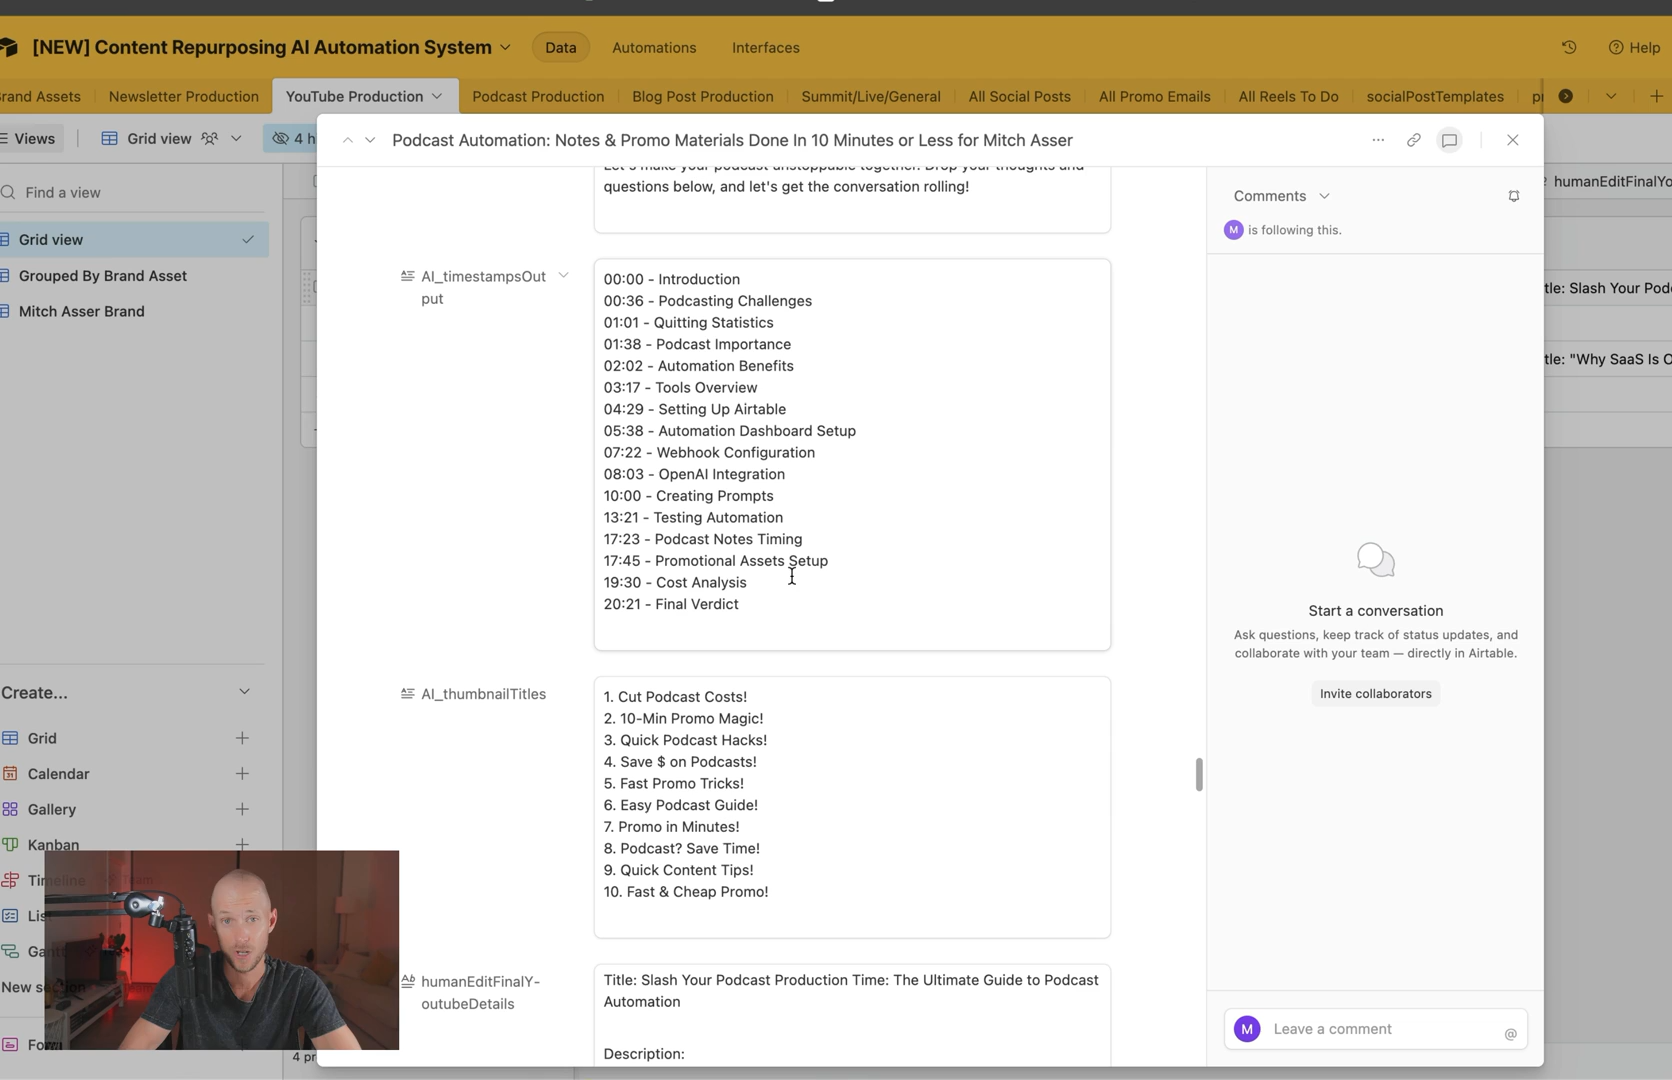 [NEW] Content Repurposing AI Automation System
Data
Automations
Interfaces
Help
rand Assets
Newsletter Production
YouTube Production
Podcast Production
Blog Post Production
Summit/Live/General
All Social Posts
All Promo Emails
All Reels To Do
socialPostTemplates
Views
Grid view
4 h
Podcast Automation: Notes & Promo Materials Done In 10 Minutes or Less for Mitch Asser
Find a view
Grid view
Grouped By Brand Asset
Mitch Asser Brand
questions below, and let's get the conversation rolling!
AI_timestampsOut
put
00:00 - Introduction
00:36 - Podcasting Challenges
01:01 - Quitting Statistics
01:38 - Podcast Importance
02:02 - Automation Benefits
03:17 - Tools Overview
04:29 - Setting Up Airtable
05:38 - Automation Dashboard Setup
07:22 - Webhook Configuration
08:03 - OpenAI Integration
10:00 - Creating Prompts
13:21 - Testing Automation
17:23 - Podcast Notes Timing
17:45 - Promotional Assets Setup
19:30 - Cost Analysis
20:21 - Final Verdict
AI_thumbnailTitles
1. Cut Podcast Costs!
2. 10-Min Promo Magic!
3. Quick Podcast Hacks!
4. Save $ on Podcasts!
5. Fast Promo Tricks!
6. Easy Podcast Guide!
7. Promo in Minutes!
8. Podcast? Save Time!
9. Quick Content Tips!
10. Fast & Cheap Promo!
humanEditFinalY-
outubeDetails
Title: Slash Your Podcast Production Time: The Ultimate Guide to Podcast
Automation
Description:
Comments
M is following this.
Start a conversation
Ask questions, keep track of status updates, and
collaborate with your team — directly in Airtable.
Invite collaborators
M Leave a comment @
humanEditFinalYo
tle: Slash Your Pod
tle: "Why SaaS Is O
Create...
Grid
Calendar
Gallery
Kanban
New se
4 pr